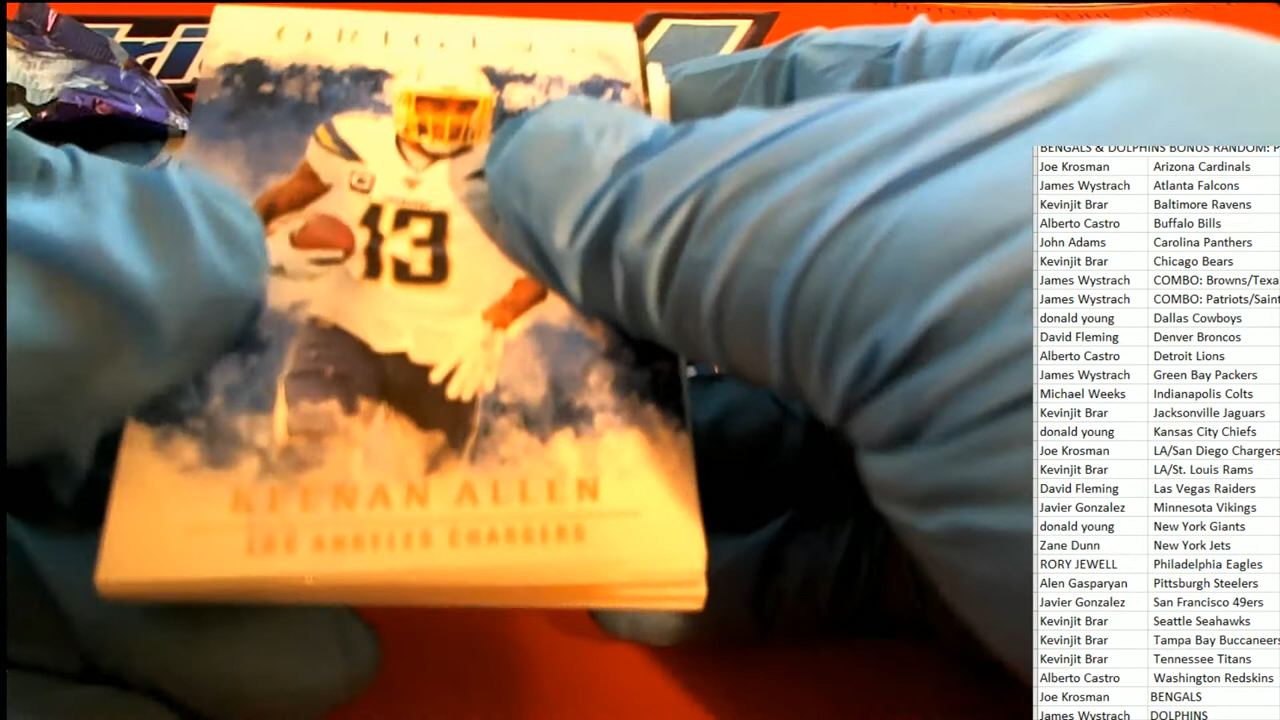 ORIGINS
13
KEENAN ALLEN
LOS ANGELES CHARGERS
BENGALS & DOLPHINS BONUS RANDOM: P
Joe Krosman Arizona Cardinals
James Wystrach Atlanta Falcons
Kevinjit Brar Baltimore Ravens
Alberto Castro Buffalo Bills
John Adams Carolina Panthers
Kevinjit Brar Chicago Bears
James Wystrach COMBO: Browns/Texa
James Wystrach COMBO: Patriots/Saint
donald young Dallas Cowboys
David Fleming Denver Broncos
Alberto Castro Detroit Lions
James Wystrach Green Bay Packers
Michael Weeks Indianapolis Colts
Kevinjit Brar Jacksonville Jaguars
donald young Kansas City Chiefs
Joe Krosman LA/San Diego Chargers
Kevinjit Brar LA/St. Louis Rams
David Fleming Las Vegas Raiders
Javier Gonzalez Minnesota Vikings
donald young New York Giants
Zane Dunn New York Jets
RORY JEWELL Philadelphia Eagles
Alen Gasparyan Pittsburgh Steelers
Javier Gonzalez San Francisco 49ers
Kevinjit Brar Seattle Seahawks
Kevinjit Brar Tampa Bay Buccaneers
Kevinjit Brar Tennessee Titans
Alberto Castro Washington Redskins
Joe Krosman BENGALS
James Wystrach DOLPHINS